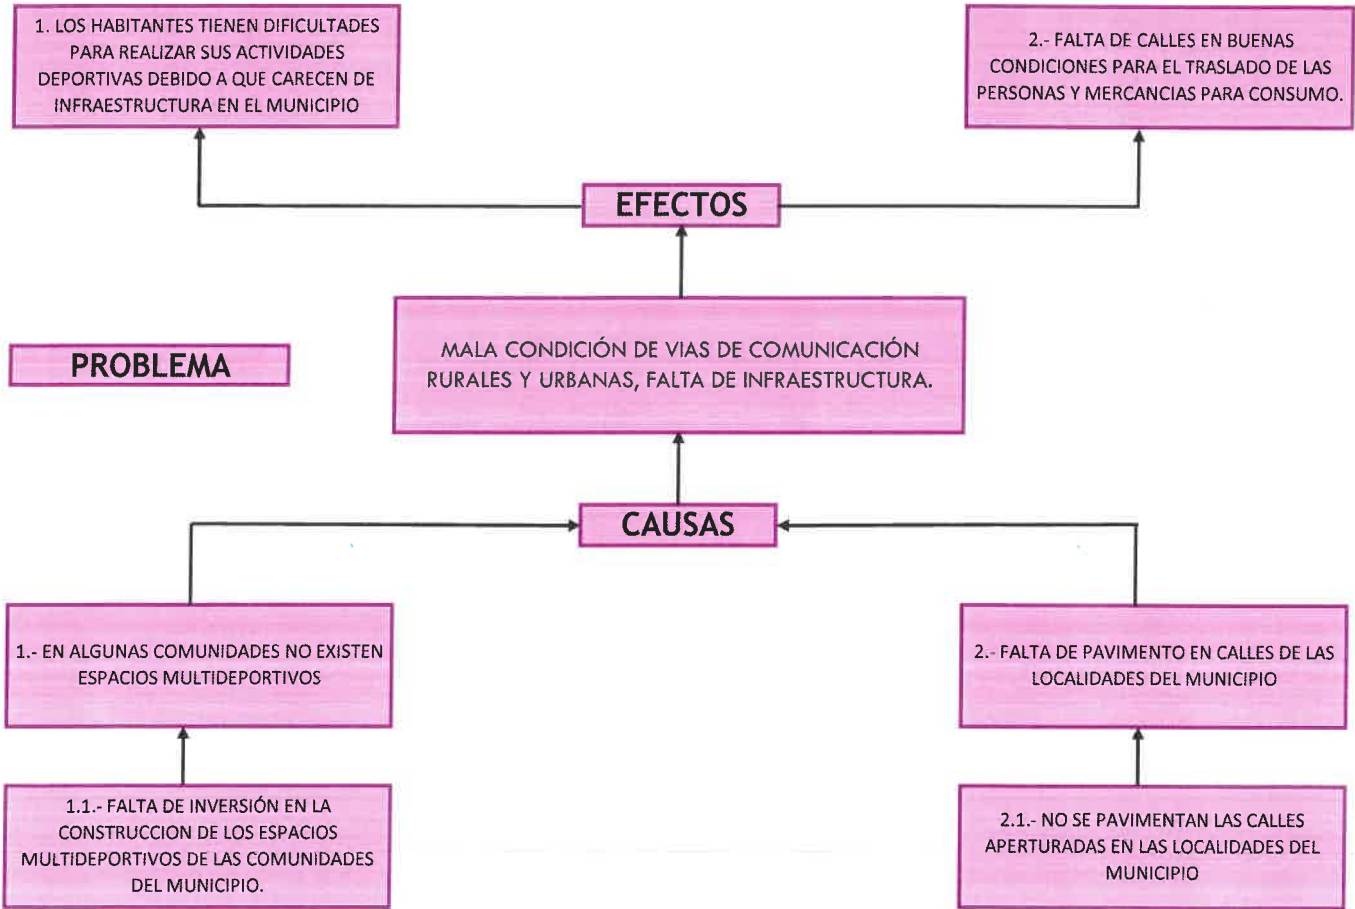 1. LOS HABITANTES TIENEN DIFICULTADES
PARA REALIZAR SUS ACTIVIDADES
DEPORTIVAS DEBIDO A QUE CARECEN DE
INFRAESTRUCTURA EN EL MUNICIPIO
2.- FALTA DE CALLES EN BUENAS
CONDICIONES PARA EL TRASLADO DE LAS
PERSONAS Y MERCANCIAS PARA CONSUMO.
EFECTOS
PROBLEMA
MALA CONDICIÓN DE VIAS DE COMUNICACIÓN
RURALES Y URBANAS, FALTA DE INFRAESTRUCTURA.
CAUSAS
1.- EN ALGUNAS COMUNIDADES NO EXISTEN
ESPACIOS MULTIDEPORTIVOS
2.- FALTA DE PAVIMENTO EN CALLES DE LAS
LOCALIDADES DEL MUNICIPIO
1.1.- FALTA DE INVERSIÓN EN LA
CONSTRUCCION DE LOS ESPACIOS
MULTIDEPORTIVOS DE LAS COMUNIDADES
DEL MUNICIPIO.
2.1.- NO SE PAVIMENTAN LAS CALLES
APERTURADAS EN LAS LOCALIDADES DEL
MUNICIPIO